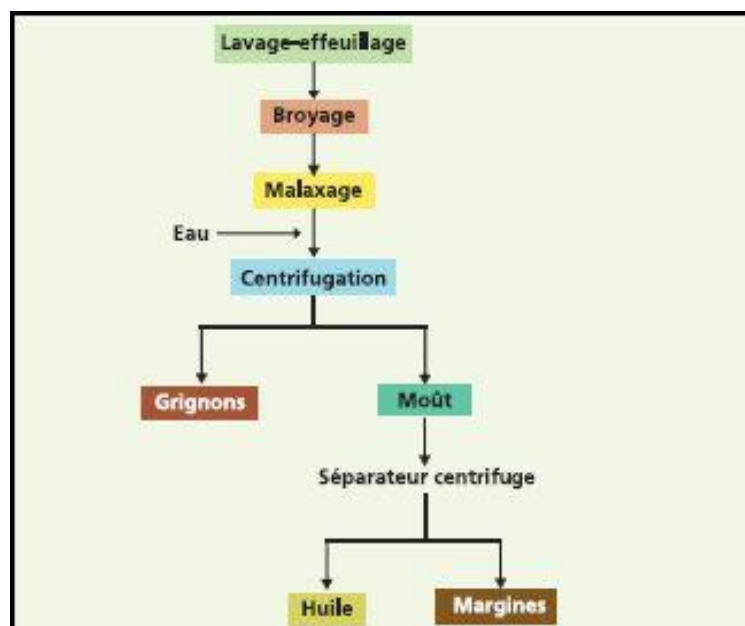 Lavage-effeuillage
Broyage
Malaxage
Eau
Centrifugation
Grignons
Moût
Séparateur centrifuge
Huile
Margines